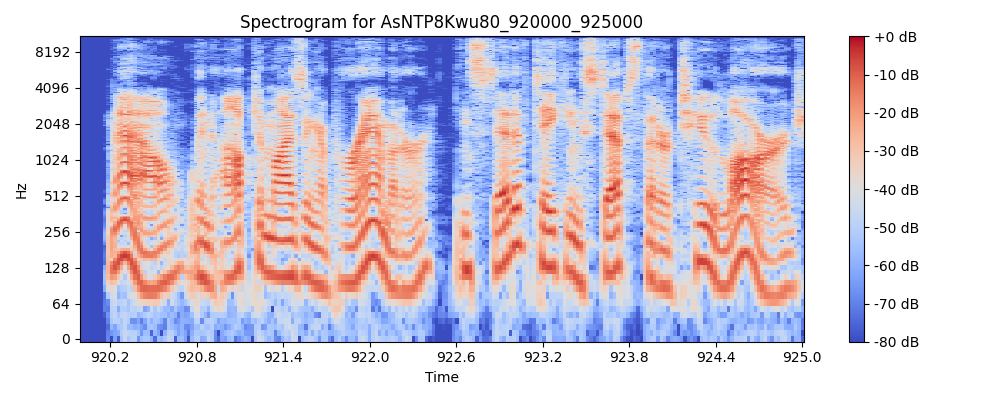 Spectrogram for AsNTP8Kwu80_920000_925000
8192
4096
2048
1024
512
256
128
64
0
Hz
920.2 920.8 921.4 922.0 922.6 923.2 923.8 924.4 925.0
Time
+0 dB
-10 dB
-20 dB
-30 dB
-40 dB
-50 dB
-60 dB
-70 dB
-80 dB